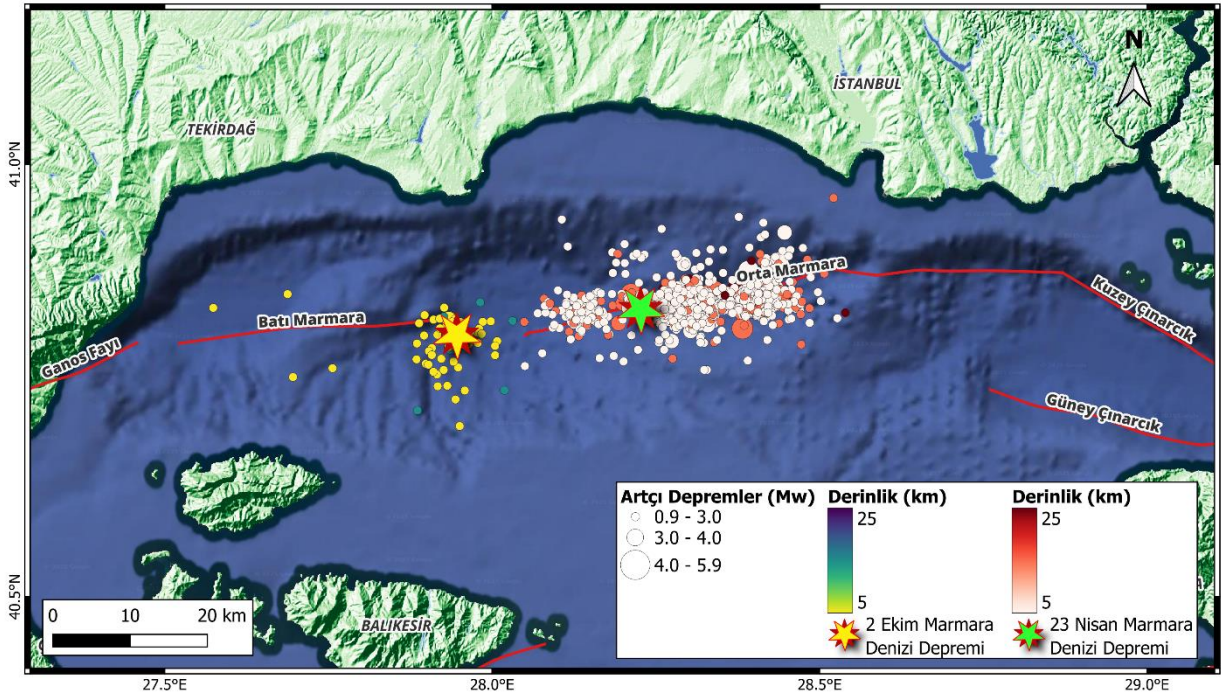 N
İSTANBUL
TEKİRDAĞ
41.0°N
Orta Marmara
Kuzey Çınarcık
Batı Marmara
Ganos Fayı
Güney Çınarcık
Artçı Depremler (Mw)
0.9 - 3.0
3.0 - 4.0
4.0 - 5.9
Derinlik (km)
25
5
2 Ekim Marmara
Denizi Depremi
Derinlik (km)
25
5
23 Nisan Marmara
Denizi Depremi
40.5°N
0 10 20 km
BALIKESİR
27.5°E 28.0°E 28.5°E 29.0°E